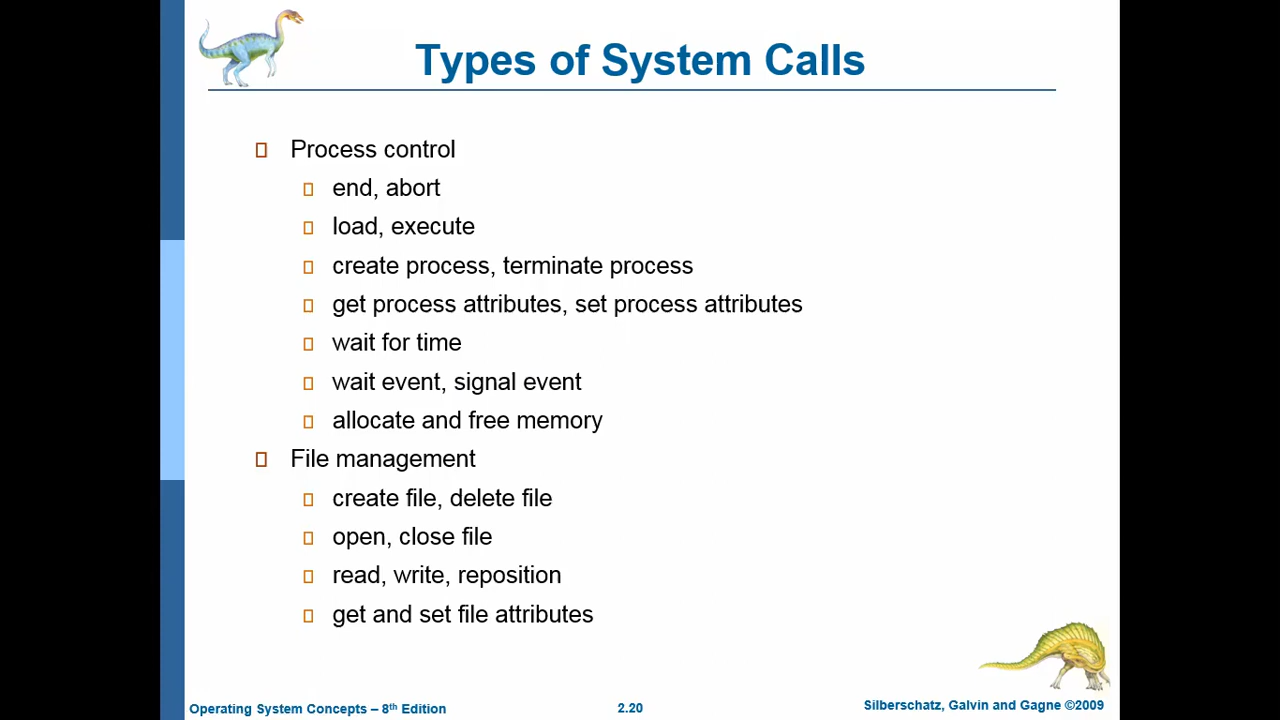 Types of System Calls
Process control
end, abort
load, execute
create process, terminate process
get process attributes, set process attributes
wait for time
wait event, signal event
allocate and free memory
File management
create file, delete file
open, close file
read, write, reposition
get and set file attributes
Operating System Concepts – 8th Edition
2.20
Silberschatz, Galvin and Gagne ©2009